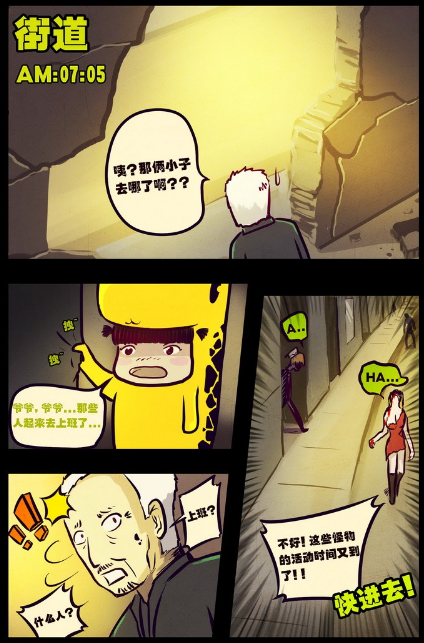 街道
AM:07:05
咦？那俩小子
去哪了啊？？
拽~
拽~
爷爷，爷爷...那些
人起来去上班了...
上班？
什么人？
A..
HA...
不好！这些怪物
的活动时间又到
了！！
快进去！